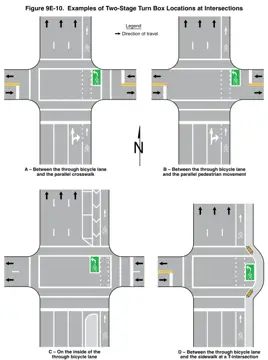 Figure 9E-10. Examples of Two-Stage Turn Box Locations at Intersections
Legend
Direction of travel
N
A – Between the through bicycle lane
and the parallel crosswalk
B – Between the through bicycle lane
and the parallel pedestrian movement
C – On the inside of the
through bicycle lane
D – Between the through bicycle lane
and the sidewalk at a T-intersection